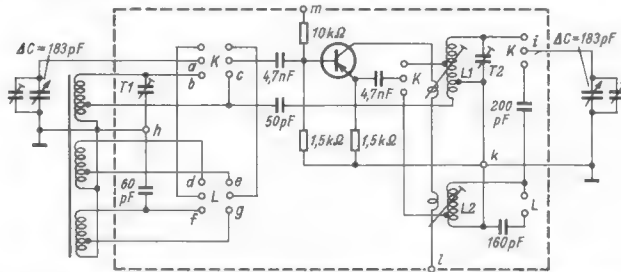 m
ΔC=183pF
10kΩ
i
ΔC=183pF
a
K
b
c
K
K
T1
4,7nF
4,7nF
L1
T2
50pF
200
pF
h
1,5kΩ
1,5kΩ
k
60
pF
d
e
L
f
g
L2
L
160pF
l